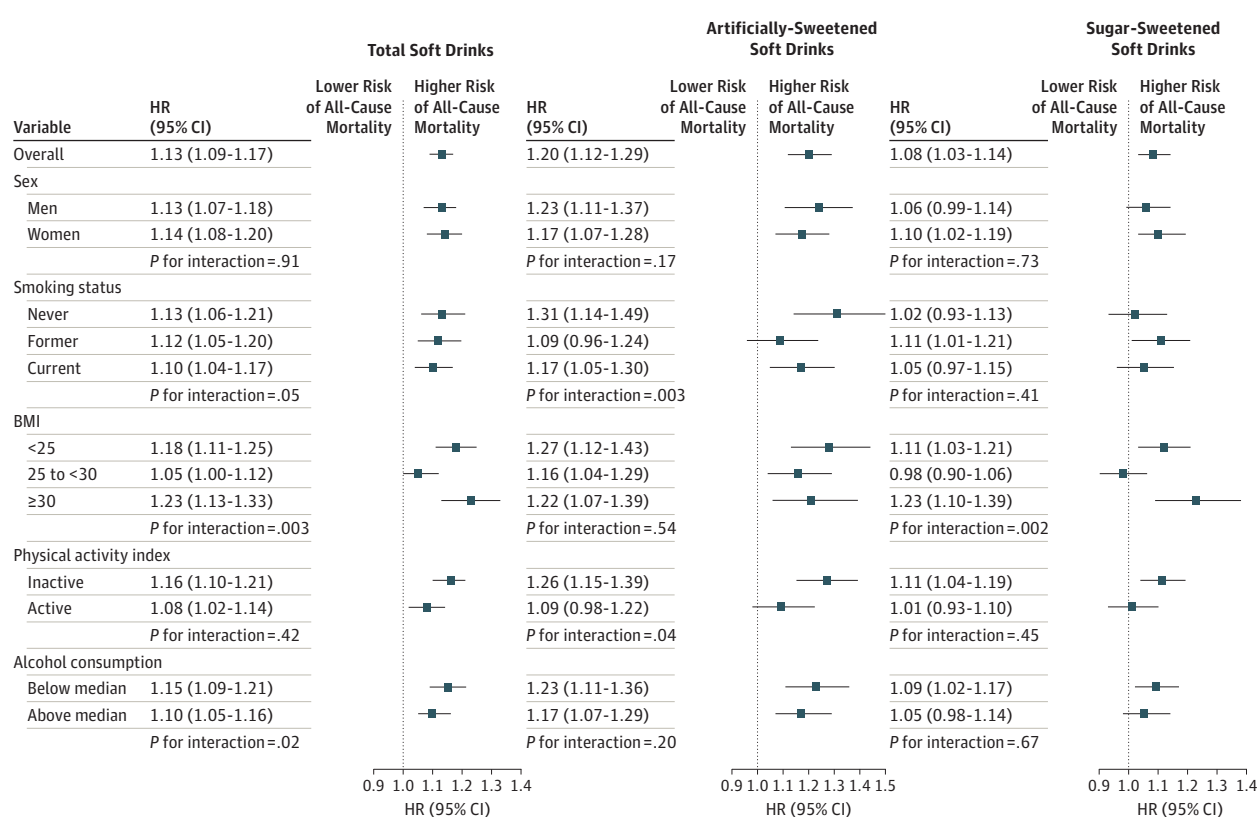 Total Soft Drinks
Artificially-Sweetened
Soft Drinks
Sugar-Sweetened
Soft Drinks
Variable
HR
(95% CI)
Lower Risk
of All-Cause
Mortality
Higher Risk
of All-Cause
Mortality
HR
(95% CI)
Lower Risk
of All-Cause
Mortality
Higher Risk
of All-Cause
Mortality
HR
(95% CI)
Lower Risk
of All-Cause
Mortality
Higher Risk
of All-Cause
Mortality
Overall 1.13 (1.09-1.17) 1.20 (1.12-1.29) 1.08 (1.03-1.14)
Sex
Men 1.13 (1.07-1.18) 1.23 (1.11-1.37) 1.06 (0.99-1.14)
Women 1.14 (1.08-1.20) 1.17 (1.07-1.28) 1.10 (1.02-1.19)
P for interaction=.91 P for interaction=.17 P for interaction=.73
Smoking status
Never 1.13 (1.06-1.21) 1.31 (1.14-1.49) 1.02 (0.93-1.13)
Former 1.12 (1.05-1.20) 1.09 (0.96-1.24) 1.11 (1.01-1.21)
Current 1.10 (1.04-1.17) 1.17 (1.05-1.30) 1.05 (0.97-1.15)
P for interaction=.05 P for interaction=.003 P for interaction=.41
BMI
<25 1.18 (1.11-1.25) 1.27 (1.12-1.43) 1.11 (1.03-1.21)
25 to <30 1.05 (1.00-1.12) 1.16 (1.04-1.29) 0.98 (0.90-1.06)
≥30 1.23 (1.13-1.33) 1.22 (1.07-1.39) 1.23 (1.10-1.39)
P for interaction=.003 P for interaction=.54 P for interaction=.002
Physical activity index
Inactive 1.16 (1.10-1.21) 1.26 (1.15-1.39) 1.11 (1.04-1.19)
Active 1.08 (1.02-1.14) 1.09 (0.98-1.22) 1.01 (0.93-1.10)
P for interaction=.42 P for interaction=.04 P for interaction=.45
Alcohol consumption
Below median 1.15 (1.09-1.21) 1.23 (1.11-1.36) 1.09 (1.02-1.17)
Above median 1.10 (1.05-1.16) 1.17 (1.07-1.29) 1.05 (0.98-1.14)
P for interaction=.02 P for interaction=.20 P for interaction=.67
0.9 1.0 1.1 1.2 1.3 1.4 0.9 1.0 1.1 1.2 1.3 1.4 1.5 0.9 1.0 1.1 1.2 1.3 1.4
HR (95% CI) HR (95% CI) HR (95% CI)